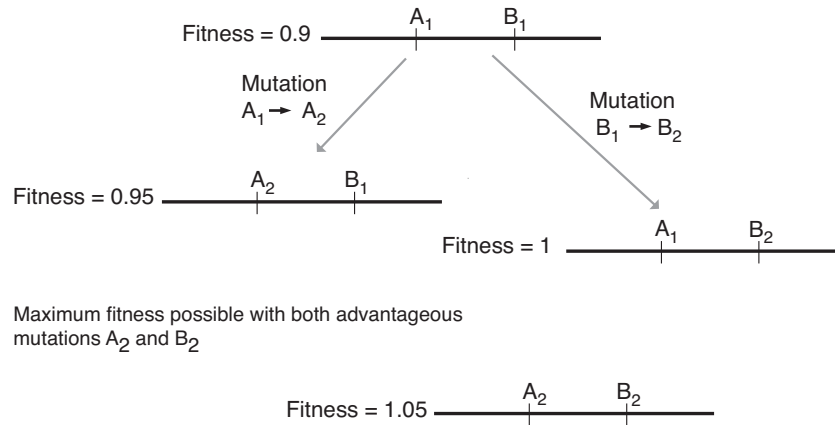 A₁ B₁
Fitness = 0.9
Mutation
A₁ → A₂
Mutation
B₁ → B₂
A₂ B₁
Fitness = 0.95
A₁ B₂
Fitness = 1
Maximum fitness possible with both advantageous
mutations A₂ and B₂
A₂ B₂
Fitness = 1.05